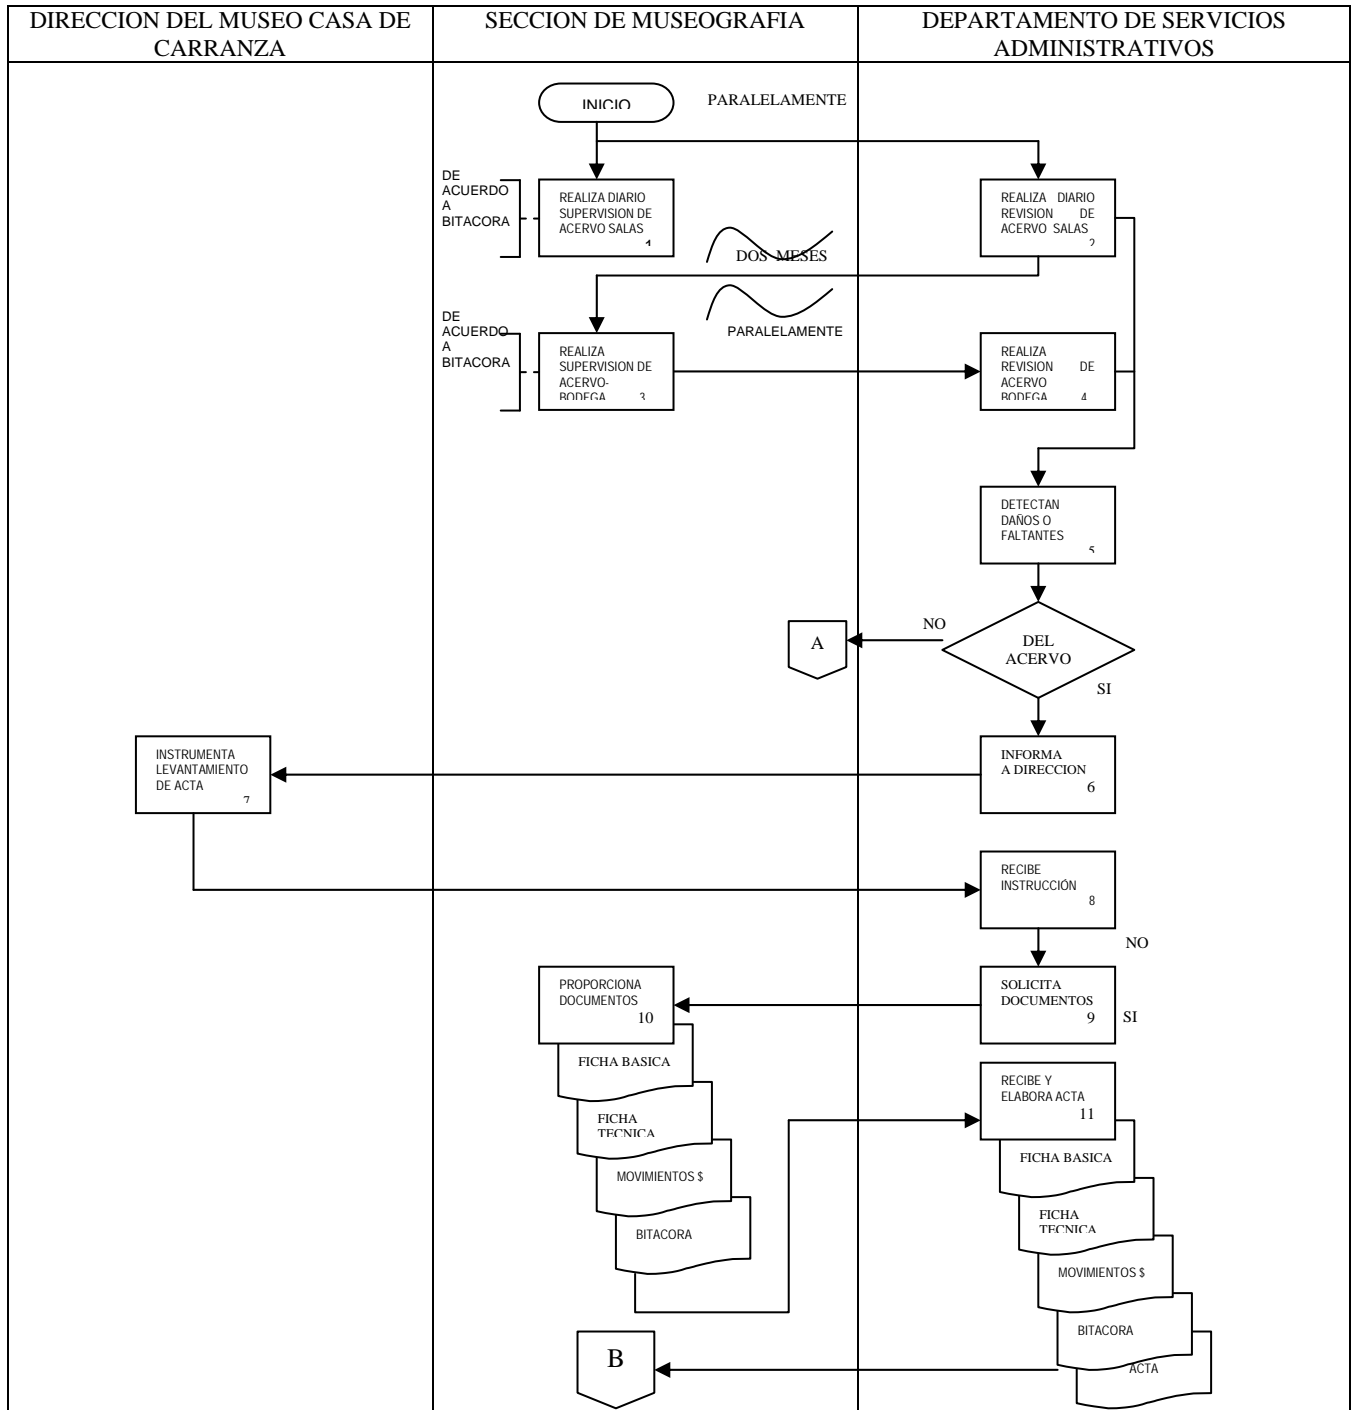 DIRECCION DEL MUSEO CASA DE
CARRANZA
SECCION DE MUSEOGRAFIA
DEPARTAMENTO DE SERVICIOS
ADMINISTRATIVOS
INICIO
PARALELAMENTE
DE
ACUERDO
A
BITACORA
REALIZA DIARIO
SUPERVISION DE
ACERVO SALAS
1
REALIZA DIARIO
REVISION DE
ACERVO SALAS
2
DOS MESES
DE
ACUERDO
A
BITACORA
REALIZA
SUPERVISION DE
ACERVO-
BODEGA 3
PARALELAMENTE
REALIZA
REVISION DE
ACERVO
BODEGA 4
DETECTAN
DAÑOS O
FALTANTES
5
NO
A
DEL
ACERVO
SI
INSTRUMENTA
LEVANTAMIENTO
DE ACTA
7
INFORMA
A DIRECCION
6
RECIBE
INSTRUCCIÓN
8
NO
PROPORCIONA
DOCUMENTOS
10
SOLICITA
DOCUMENTOS
9
SI
FICHA BASICA
FICHA
TECNICA
MOVIMIENTOS $
BITACORA
RECIBE Y
ELABORA ACTA
11
FICHA BASICA
FICHA
TECNICA
MOVIMIENTOS $
BITACORA
ACTA
B